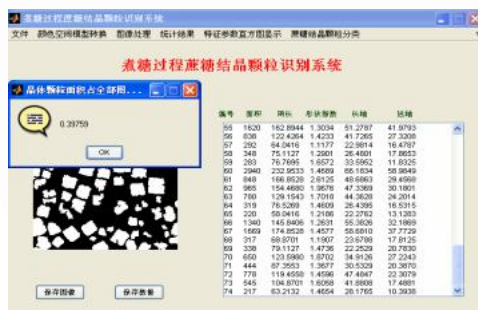 煮糖过程蔗糖结晶颗粒识别系统
文件 颜色空间模型转换 图像处理 统计结果 特征参数直方图显示 蔗糖结晶颗粒分类
煮糖过程蔗糖结晶颗粒识别系统
晶体颗粒面积占全部图...
0.39759
OK
编号 面积 周长 形状参数 长轴 短轴
55 1620 162.8944 1.3034 51.2787 41.9793
56 838 122.4264 1.4233 41.7265 27.3208
57 292 64.0416 1.1177 22.9814 16.4787
58 348 75.1127 1.2901 26.4601 17.8653
59 283 76.7695 1.6572 33.5952 11.8325
60 2940 232.9533 1.4689 66.1834 58.9849
61 848 166.8528 2.6125 48.6863 29.4568
62 965 154.4680 1.9676 47.3369 30.1801
63 780 129.1543 1.7018 44.3628 24.2014
64 319 76.5269 1.4609 26.4395 16.5315
65 220 58.0416 1.2186 22.2762 13.1283
66 1340 145.8406 1.2631 55.3826 32.1869
67 1669 174.8528 1.4577 58.6810 37.7729
68 317 68.8701 1.1907 23.6788 17.8125
69 338 79.1127 1.4736 22.2529 20.7830
70 650 123.5980 1.8702 34.9126 27.2243
71 444 87.3553 1.3677 30.5329 20.3870
72 778 119.4558 1.4596 47.4847 22.3079
73 545 104.8701 1.6058 41.8808 17.4881
74 217 63.2132 1.4654 28.1765 10.3938
保存图像 保存数据